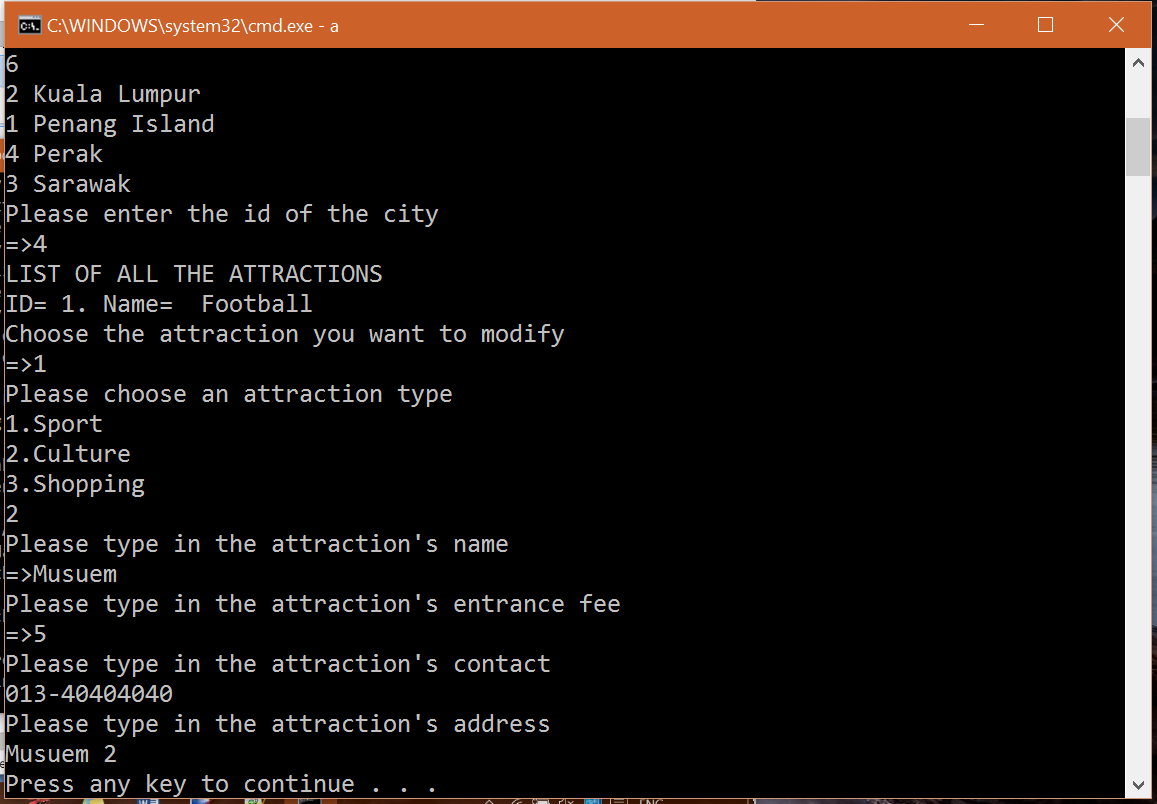 C:\WINDOWS\system32\cmd.exe - a
6
2 Kuala Lumpur
1 Penang Island
4 Perak
3 Sarawak
Please enter the id of the city
=>4
LIST OF ALL THE ATTRACTIONS
ID= 1. Name=  Football
Choose the attraction you want to modify
=>1
Please choose an attraction type
1.Sport
2.Culture
3.Shopping
2
Please type in the attraction's name
=>Musuem
Please type in the attraction's entrance fee
=>5
Please type in the attraction's contact
013-40404040
Please type in the attraction's address
Musuem 2
Press any key to continue . . .